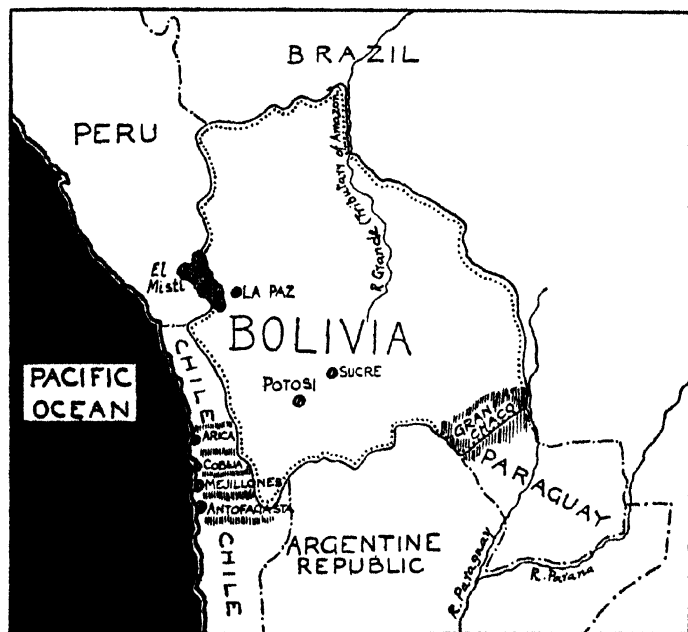 BRAZIL
PERU
R. Grande (Tributary of Amazon)
El
Misti
LA PAZ
BOLIVIA
SUCRE
POTOSI
PACIFIC
OCEAN
CHILE
GRAN
CHACO
ARICA
COBIJA
MEJILLONES
ANTOFAGASTA
PARAGUAY
CHILE
ARGENTINE
REPUBLIC
R. Paraguay
R. Parana